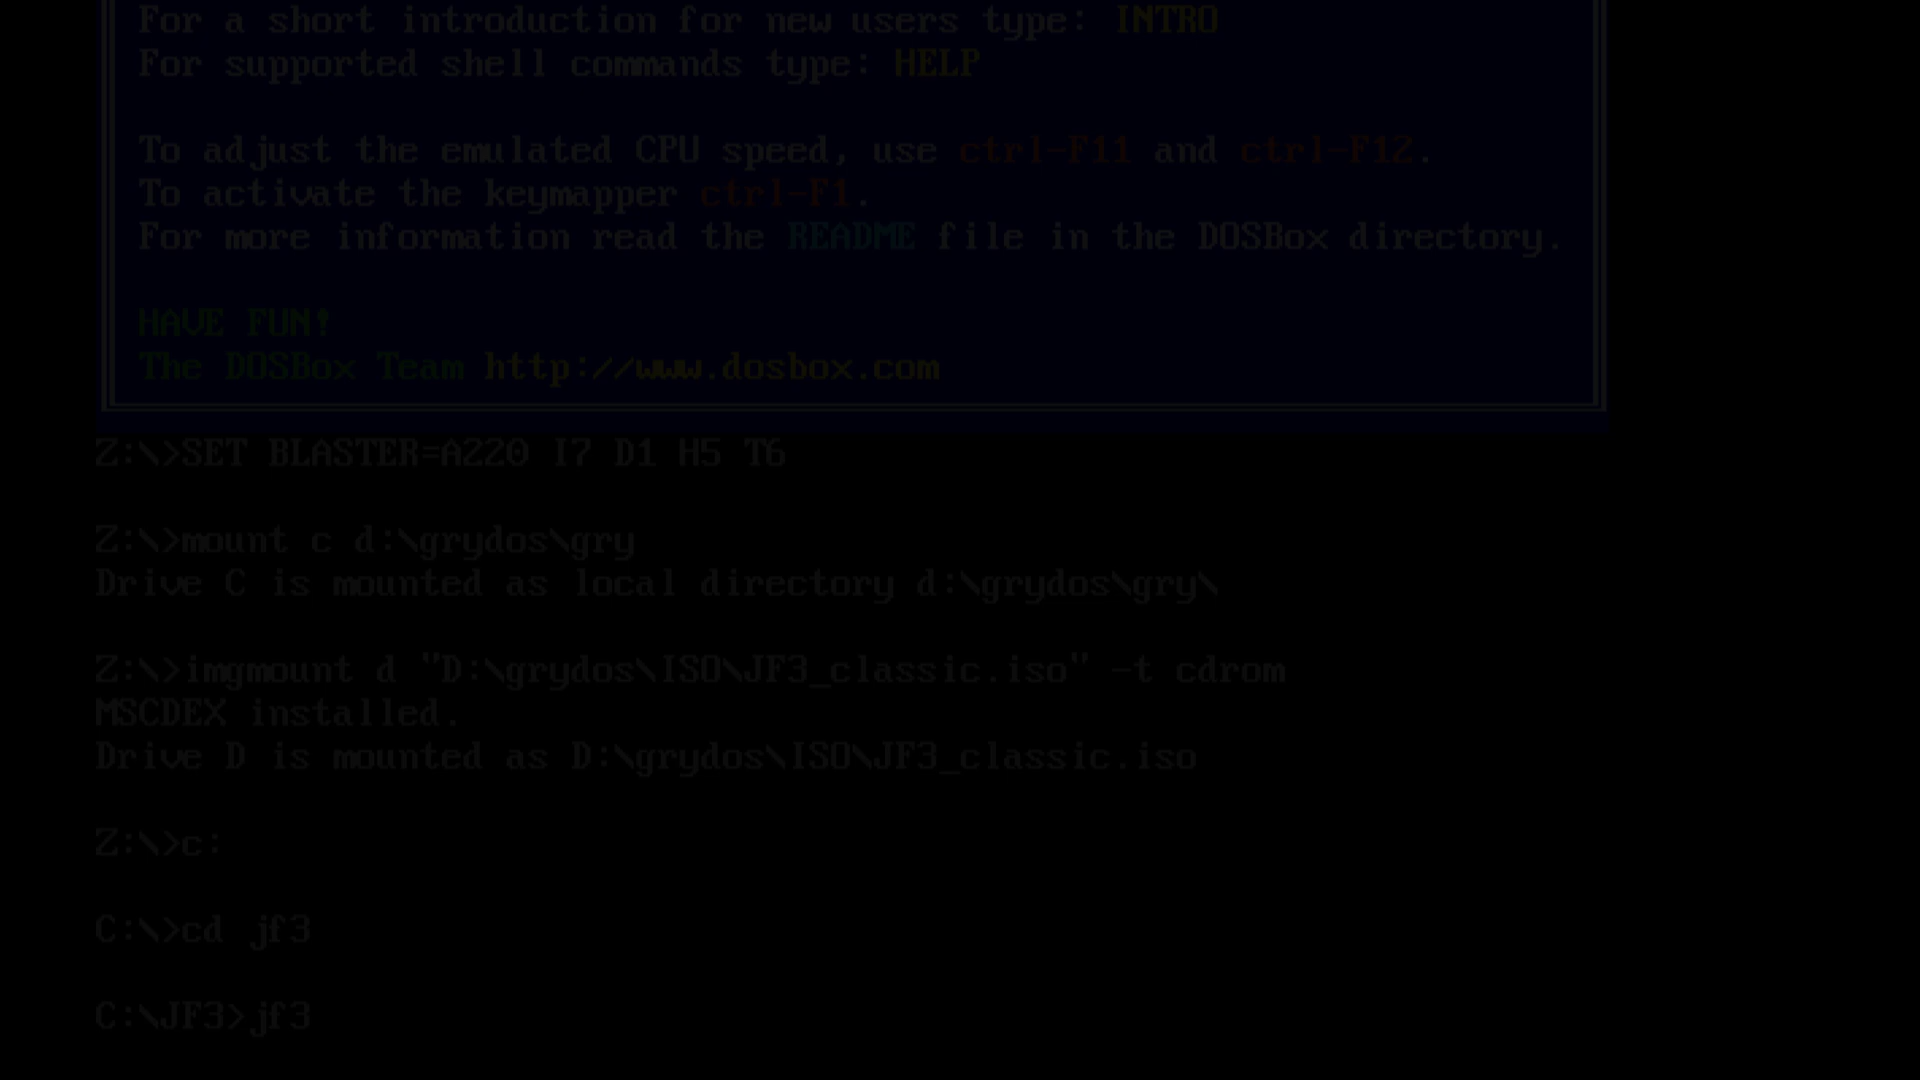 For a short introduction for new users type: INTRO
For supported shell commands type: HELP
To adjust the emulated CPU speed, use ctrl-F11 and ctrl-F12.
To activate the keymapper ctrl-F1.
For more information read the README file in the DOSBox directory.
HAVE FUN!
The DOSBox Team http://www.dosbox.com
Z:\>SET BLASTER=A220 I7 D1 H5 T6
Z:\>mount c d:\grydos\gry
Drive C is mounted as local directory d:\grydos\gry\
Z:\>imgmount d "D:\grydos\ISO\JF3_classic.iso" -t cdrom
MSCDEX installed.
Drive D is mounted as D:\grydos\ISO\JF3_classic.iso
Z:\>c:
C:\>cd jf3
C:\JF3>jf3